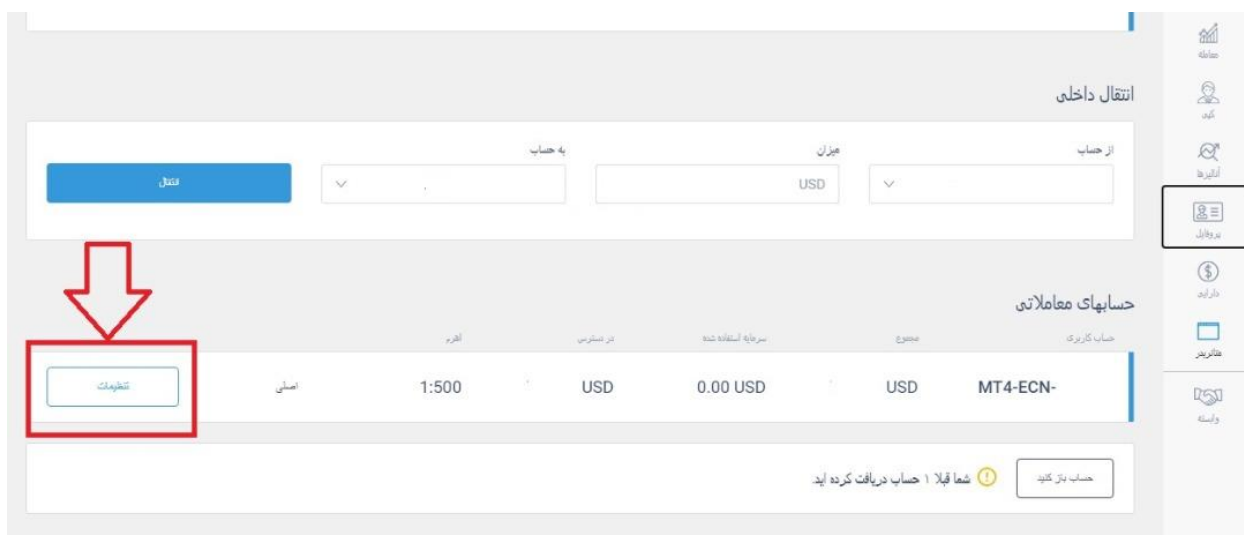 معامله
کپی
آنالیزها
پروفایل
دارایی
متاتریدر
وابسته
انتقال داخلی
از حساب
میزان
به حساب
USD
انتقال
حسابهای معاملاتی
حساب کاربری
مجموع
سرمایه استفاده شده
در دسترس
اهرم
MT4-ECN-
USD
0.00 USD
USD
1:500
اصلی
تنظیمات
حساب باز کنید
شما قبلا ۱ حساب دریافت کرده اید.